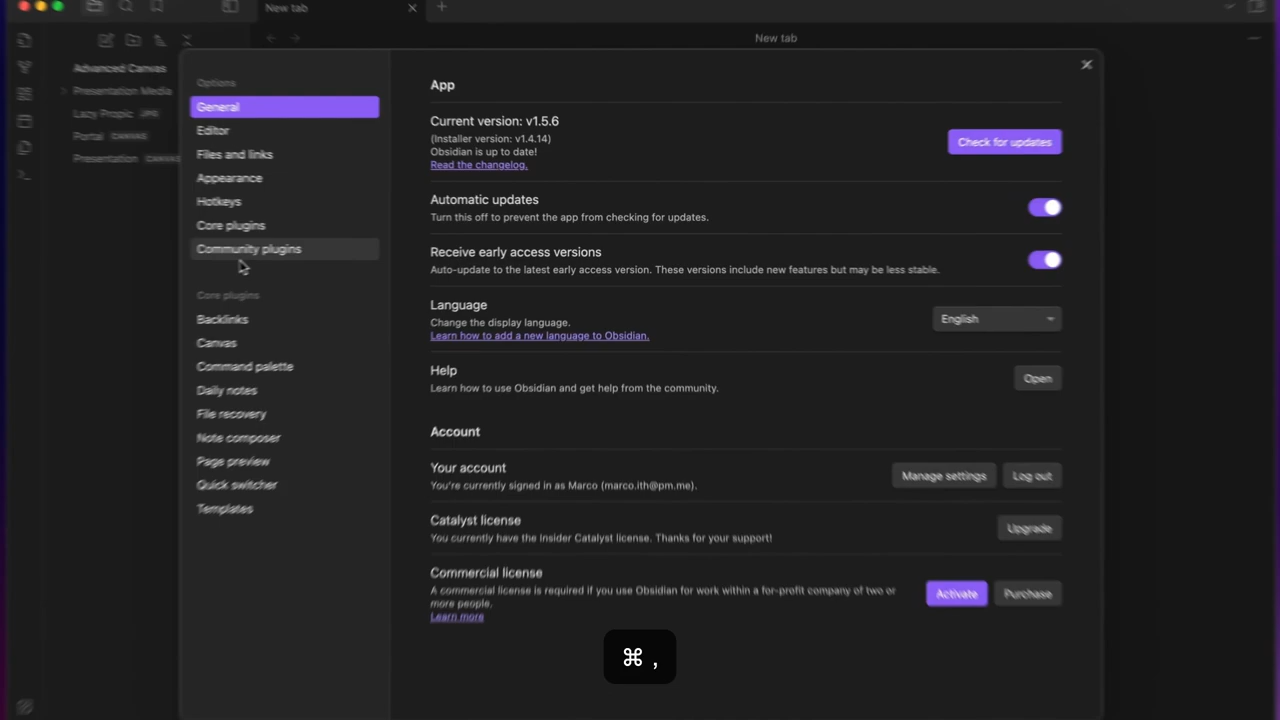 New tab
New tab
Advanced Canvas
Presentation Media
Lazy Propic JPG
Portal CANVAS
Presentation CANVAS
Options
General
Editor
Files and links
Appearance
Hotkeys
Core plugins
Community plugins
Core plugins
Backlinks
Canvas
Command palette
Daily notes
File recovery
Note composer
Page preview
Quick switcher
Templates
App
Current version: v1.5.6
(Installer version: v1.4.14)
Obsidian is up to date!
Read the changelog.
Check for updates
Automatic updates
Turn this off to prevent the app from checking for updates.
Receive early access versions
Auto-update to the latest early access version. These versions include new features but may be less stable.
Language
Change the display language.
Learn how to add a new language to Obsidian.
English
Help
Learn how to use Obsidian and get help from the community.
Open
Account
Your account
You're currently signed in as Marco (marco.ith@pm.me).
Manage settings
Log out
Catalyst license
You currently have the Insider Catalyst license. Thanks for your support!
Upgrade
Commercial license
A commercial license is required if you use Obsidian for work within a for-profit company of two or
more people.
Learn more
Activate
Purchase
⌘ ,